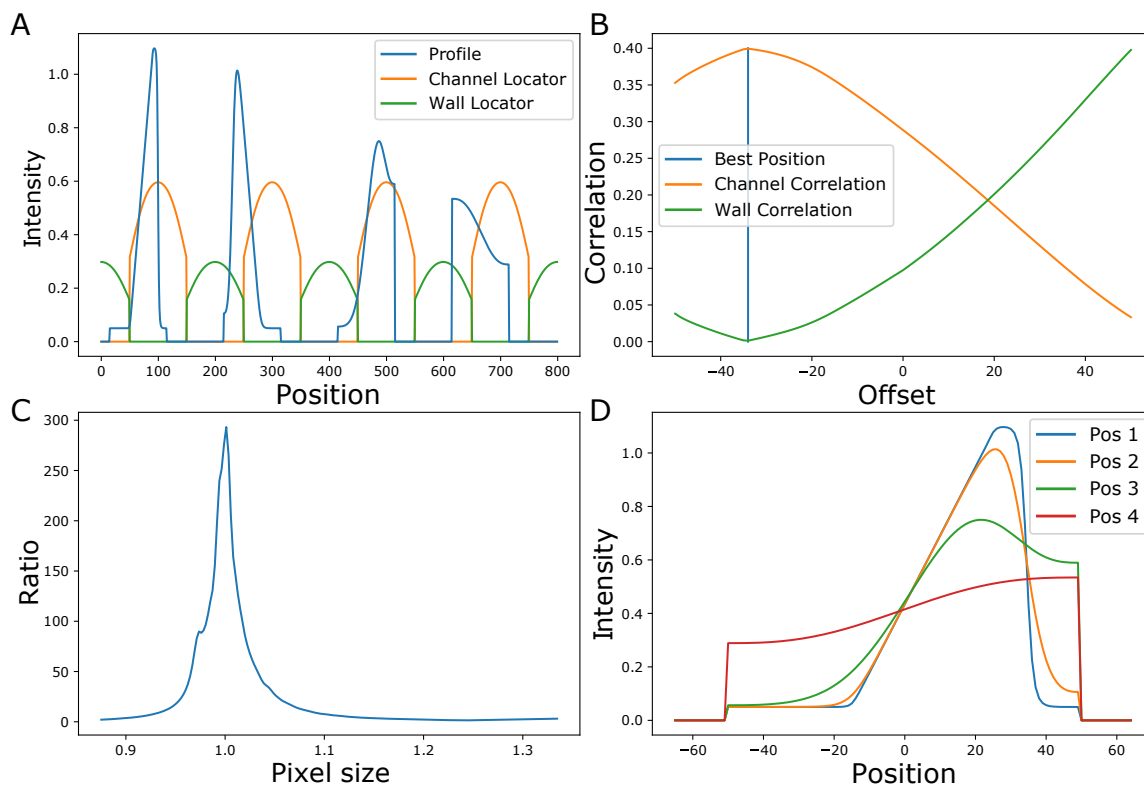 A
Intensity
1.0
0.8
0.6
0.4
0.2
0.0
Profile
Channel Locator
Wall Locator
0
100
200
300
400
500
600
700
800
Position
B
Correlation
0.40
0.35
0.30
0.25
0.20
0.15
0.10
0.05
0.00
Best Position
Channel Correlation
Wall Correlation
−40
−20
0
20
40
Offset
C
Ratio
300
250
200
150
100
50
0
0.9
1.0
1.1
1.2
1.3
Pixel size
D
Intensity
1.0
0.8
0.6
0.4
0.2
0.0
Pos 1
Pos 2
Pos 3
Pos 4
−60
−40
−20
0
20
40
60
Position